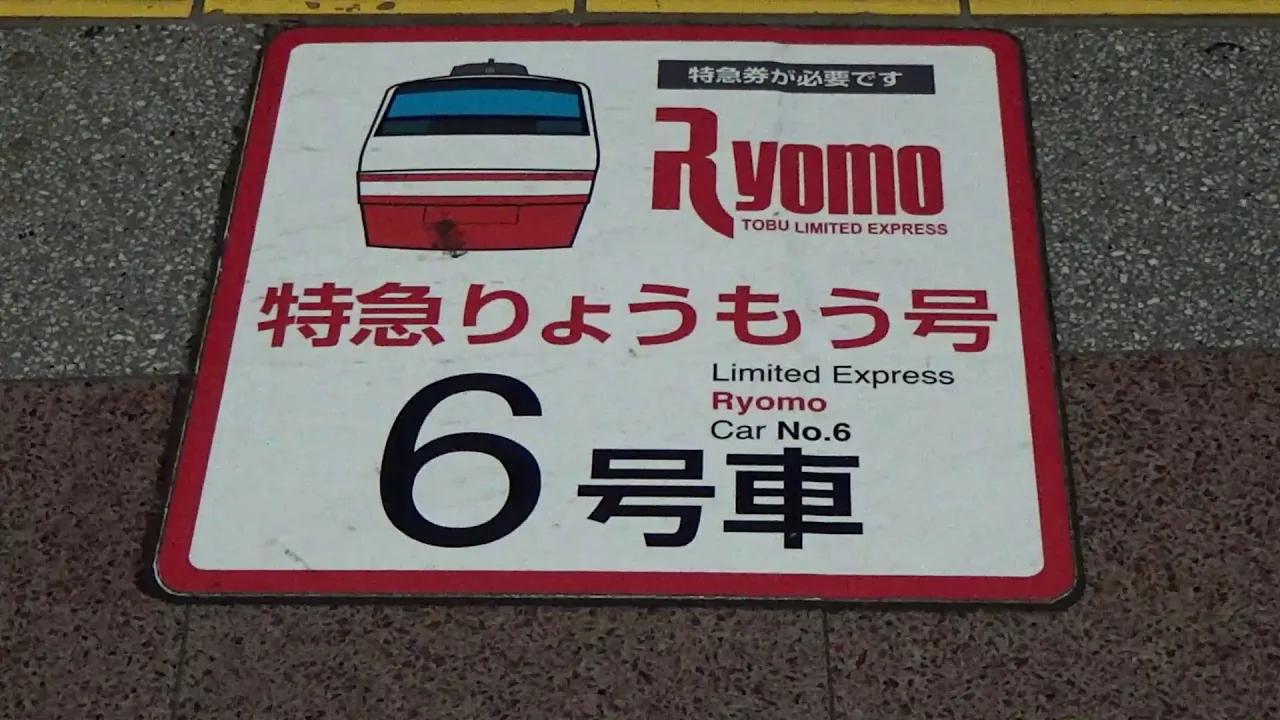 特急券が必要です
Ryomo
TOBU LIMITED EXPRESS
特急りょうもう号
Limited Express
Ryomo
Car No.6
6号車